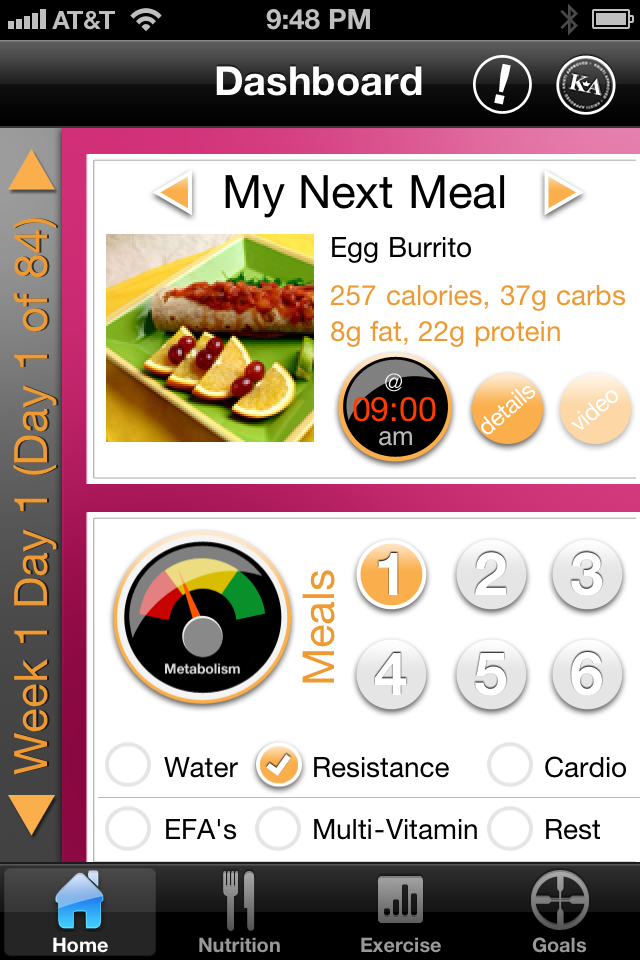 AT&T 9:48 PM
Dashboard ! K&A
Week 1 Day 1 (Day 1 of 84)
My Next Meal
Egg Burrito
257 calories, 37g carbs
8g fat, 22g protein
@
09:00
am
details
video
Metabolism
Meals
1 2 3
4 5 6
Water Resistance Cardio
EFA's Multi-Vitamin Rest
Home Nutrition Exercise Goals